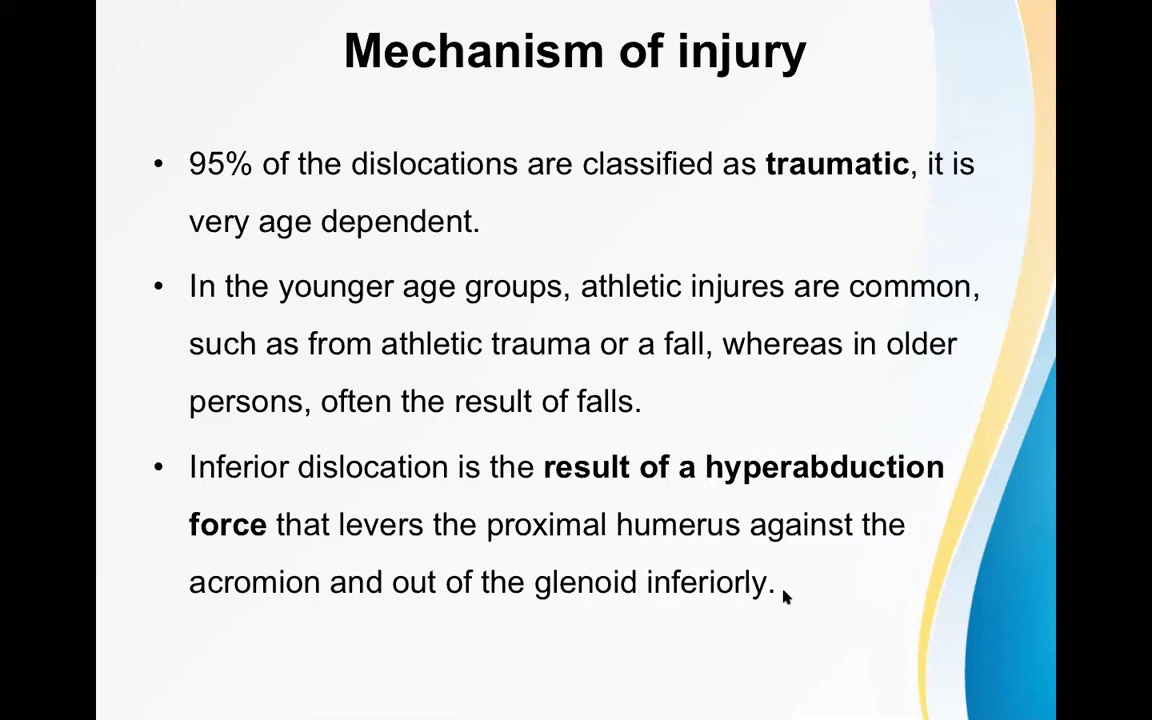 Mechanism of injury
• 95% of the dislocations are classified as traumatic, it is
very age dependent.
• In the younger age groups, athletic injures are common,
such as from athletic trauma or a fall, whereas in older
persons, often the result of falls.
• Inferior dislocation is the result of a hyperabduction
force that levers the proximal humerus against the
acromion and out of the glenoid inferiorly.